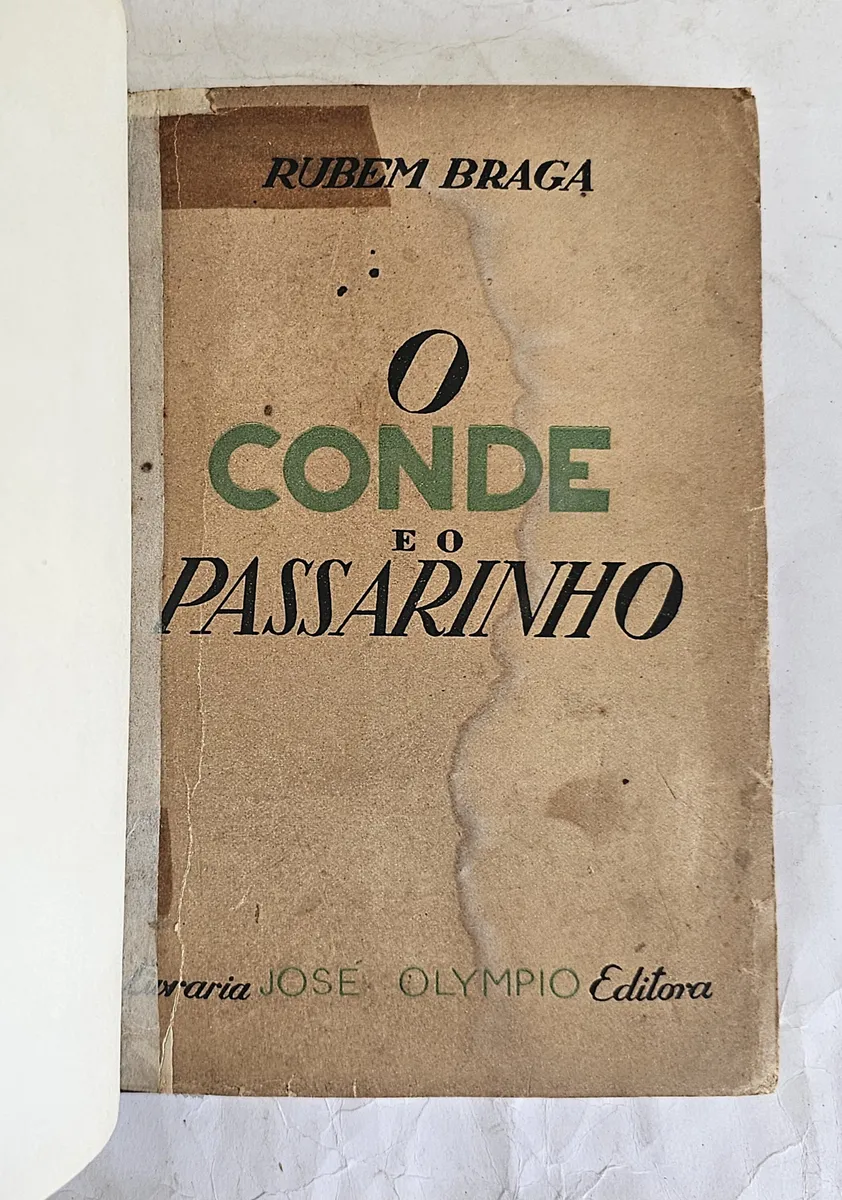 RUBEM BRAGA
O
CONDE
E O
PASSARINHO
Livraria JOSÉ OLYMPIO Editora